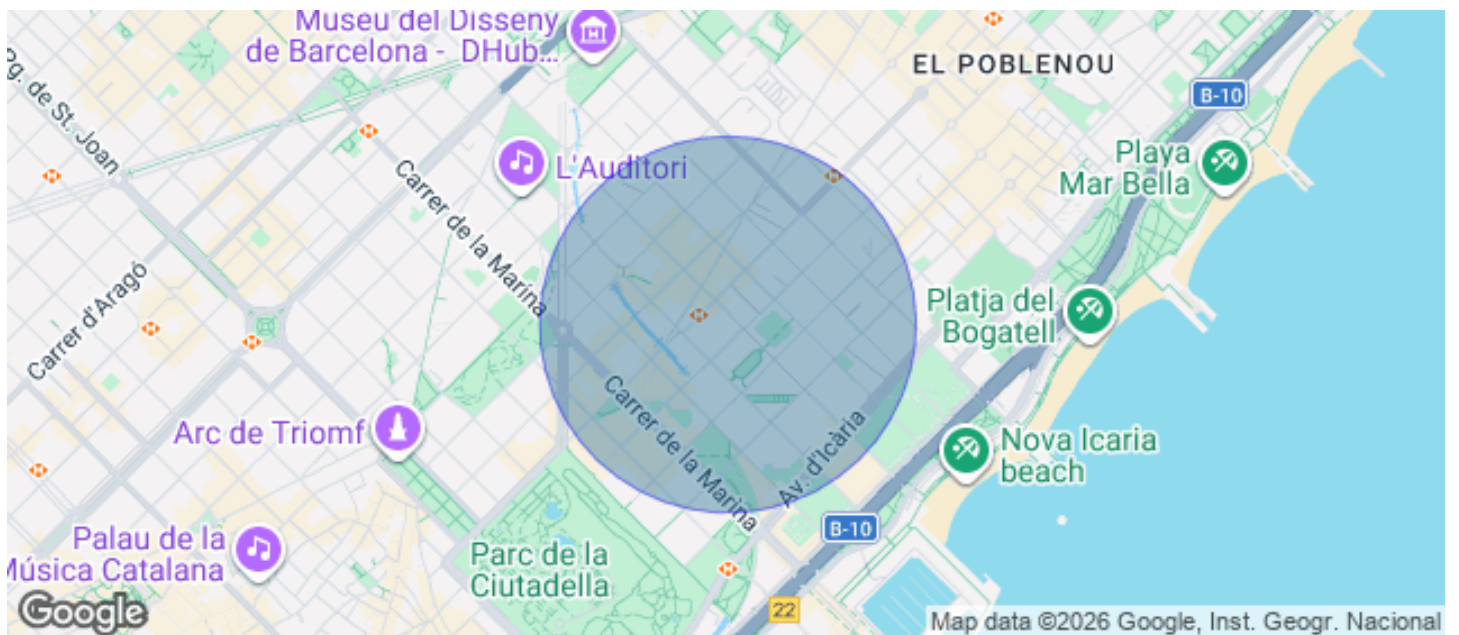 Museu del Disseny
de Barcelona - DHub...
EL POBLENOU
B-10
Pg. de St. Joan
L'Auditori
Playa
Mar Bella
Carrer de la Marina
Carrer d'Aragó
Platja del
Bogatell
Arc de Triomf
Carrer de la Marina
Av. d'Icària
Nova Icaria
beach
B-10
Palau de la
Música Catalana
Parc de la
Ciutadella
22
Google
Map data ©2026 Google, Inst. Geogr. Nacional